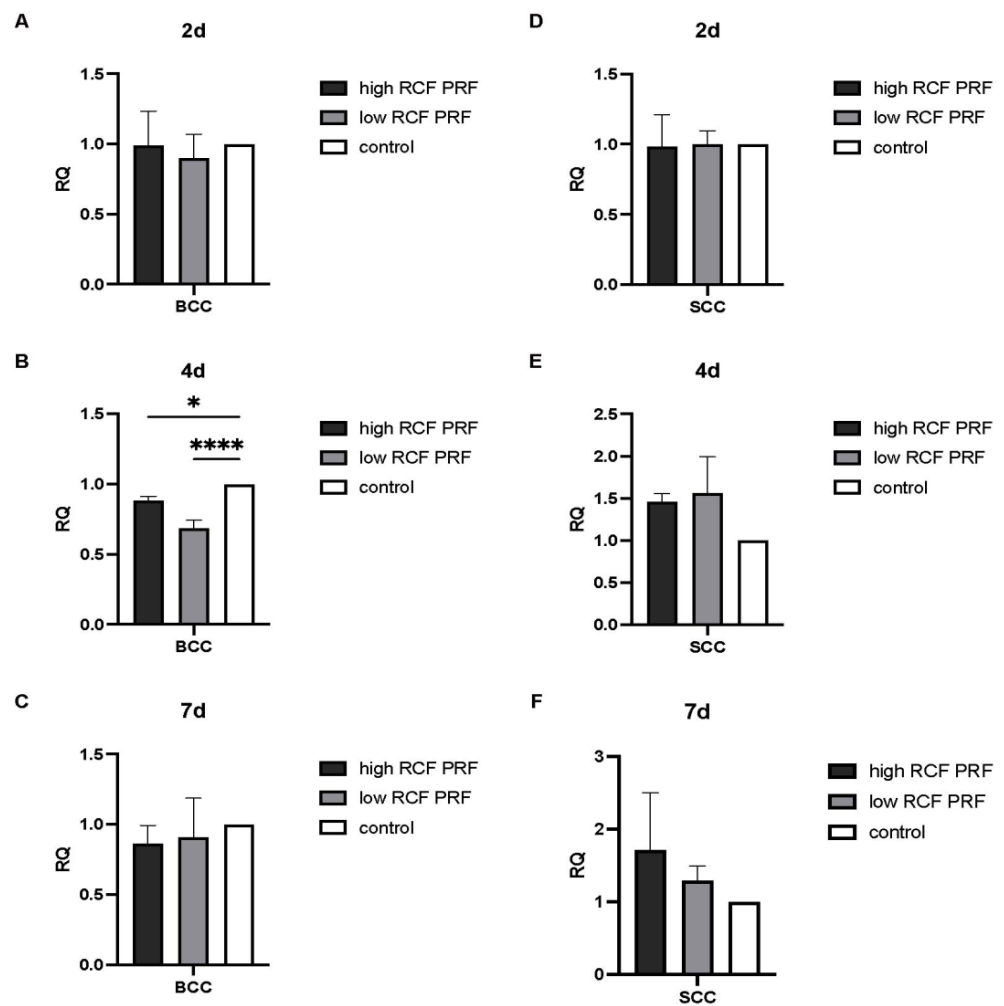 A
2d
RQ
1.5
1.0
0.5
0.0
BCC
high RCF PRF
low RCF PRF
control
D
2d
RQ
1.5
1.0
0.5
0.0
SCC
high RCF PRF
low RCF PRF
control
B
4d
RQ
1.5
1.0
0.5
0.0
*
****
BCC
high RCF PRF
low RCF PRF
control
E
4d
RQ
2.5
2.0
1.5
1.0
0.5
0.0
SCC
high RCF PRF
low RCF PRF
control
C
7d
RQ
1.5
1.0
0.5
0.0
BCC
high RCF PRF
low RCF PRF
control
F
7d
RQ
3
2
1
0
SCC
high RCF PRF
low RCF PRF
control